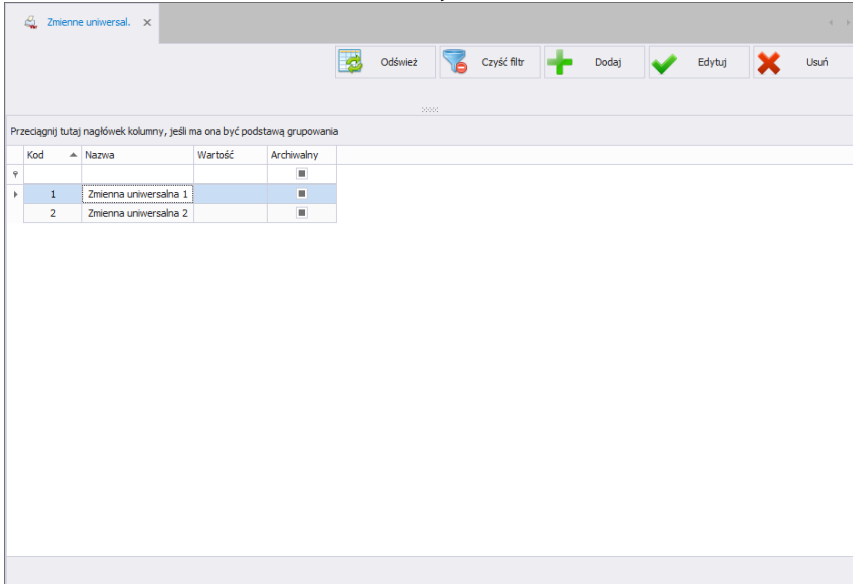 Zmienne uniwersal.
Odśwież Czyść filtr Dodaj Edytuj Usuń
Przeciągnij tutaj nagłówek kolumny, jeśli ma ona być podstawą grupowania
Kod Nazwa Wartość Archiwalny
1 Zmienna uniwersalna 1
2 Zmienna uniwersalna 2